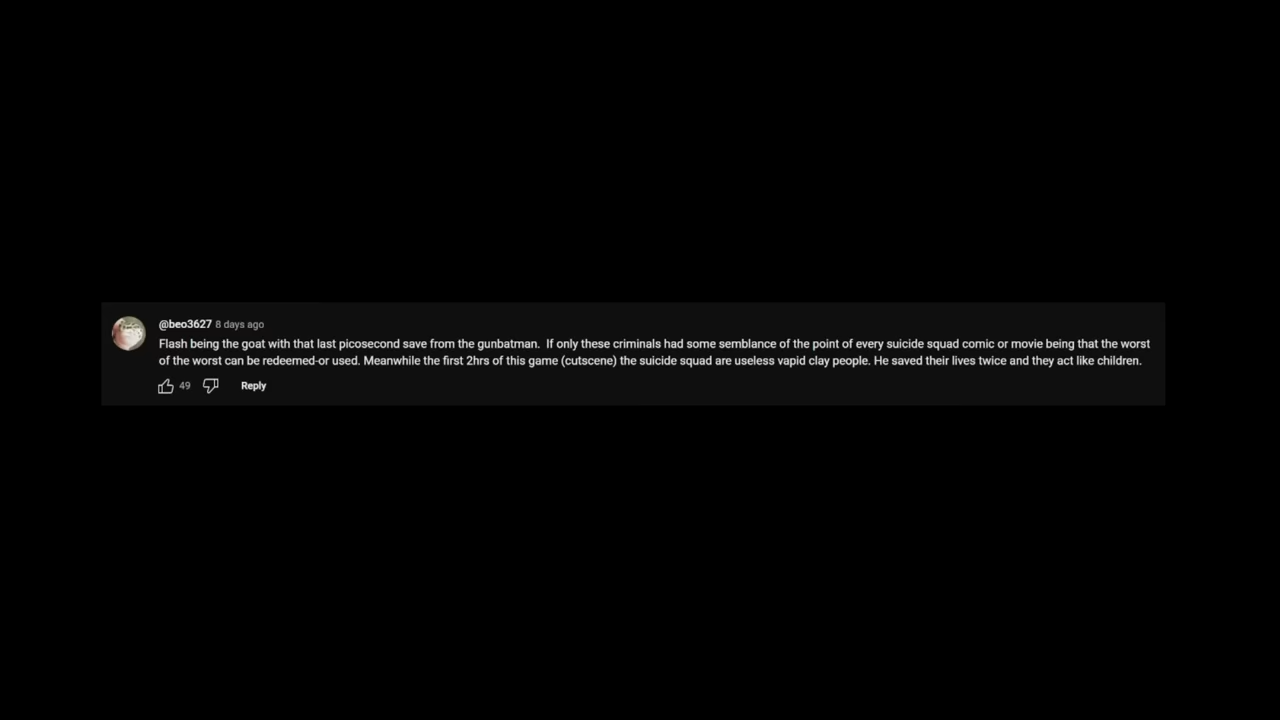 @beo3627 8 days ago
Flash being the goat with that last picosecond save from the gunbatman.  If only these criminals had some semblance of the point of every suicide squad comic or movie being that the worst
of the worst can be redeemed-or used. Meanwhile the first 2hrs of this game (cutscene) the suicide squad are useless vapid clay people. He saved their lives twice and they act like children.
49 Reply